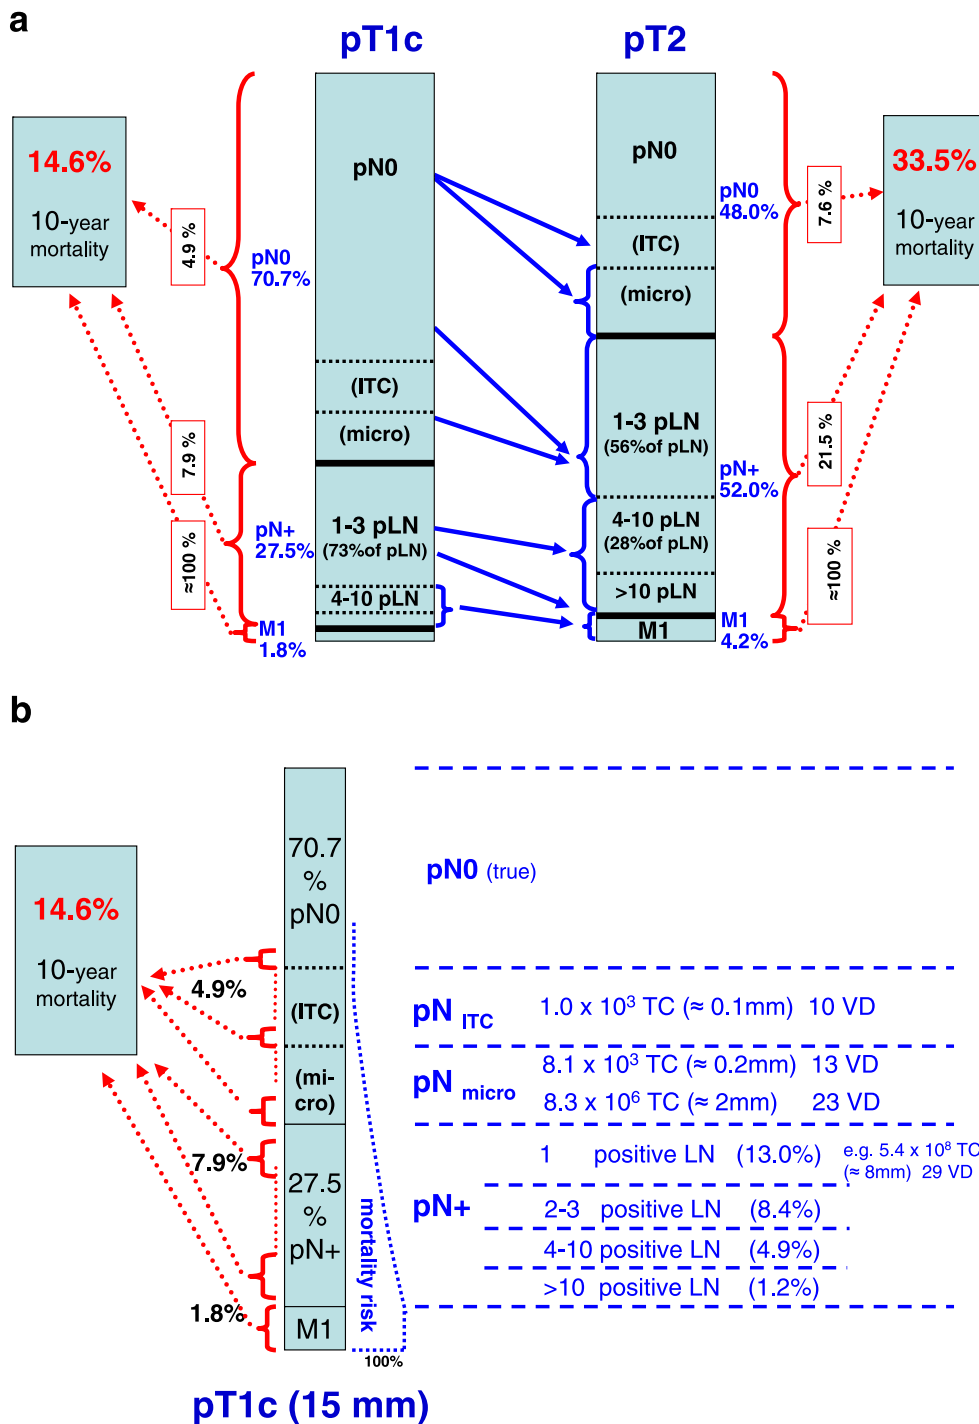 a
pT1c
pT2
14.6%
10-year
mortality
4.9 %
7.9 %
≈100 %
pN0
70.7%
pN+
27.5%
M1
1.8%
pN0
(ITC)
(micro)
1-3 pLN
(73%of pLN)
4-10 pLN
pN0
(ITC)
(micro)
1-3 pLN
(56%of pLN)
4-10 pLN
(28%of pLN)
>10 pLN
M1
pN0
48.0%
pN+
52.0%
M1
4.2%
7.6 %
21.5 %
≈100 %
33.5%
10-year
mortality
b
14.6%
10-year
mortality
4.9%
7.9%
1.8%
70.7
%
pN0
(ITC)
(mi-
cro)
27.5
%
pN+
M1
mortality risk
100%
pN0 (true)
pN ITC 1.0 x 10³ TC (≈ 0.1mm) 10 VD
pN micro 8.1 x 10³ TC (≈ 0.2mm) 13 VD
8.3 x 10⁶ TC (≈ 2mm) 23 VD
pN+
1 positive LN (13.0%) e.g. 5.4 x 10⁸ TC
(≈ 8mm) 29 VD
2-3 positive LN (8.4%)
4-10 positive LN (4.9%)
>10 positive LN (1.2%)
pT1c (15 mm)